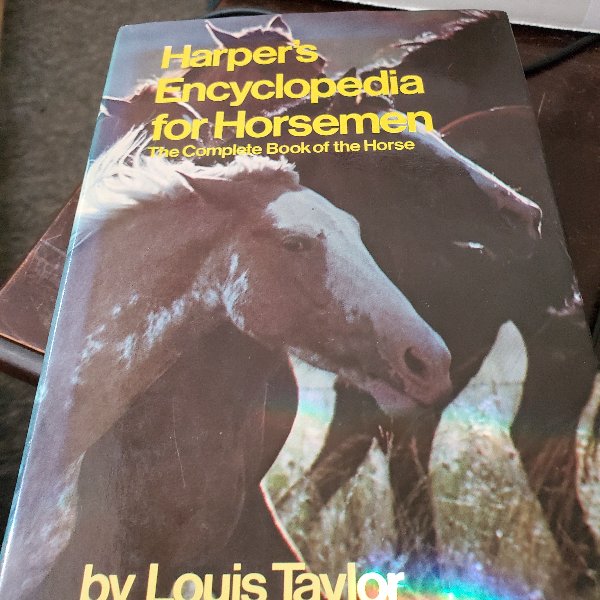 Harper's
Encyclopedia
for Horsemen
The Complete Book of the Horse
by Louis Taylor